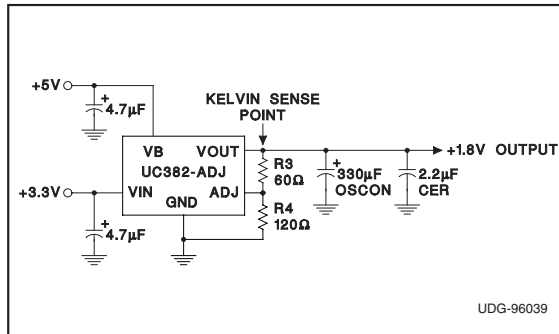 +5V
+
4.7µF
KELVIN SENSE
POINT
VB
VOUT
UC382-ADJ
+3.3V
VIN
ADJ
GND
R3
60Ω
R4
120Ω
+
330µF
OSCON
2.2µF
CER
+1.8V OUTPUT
+
4.7µF
UDG-96039